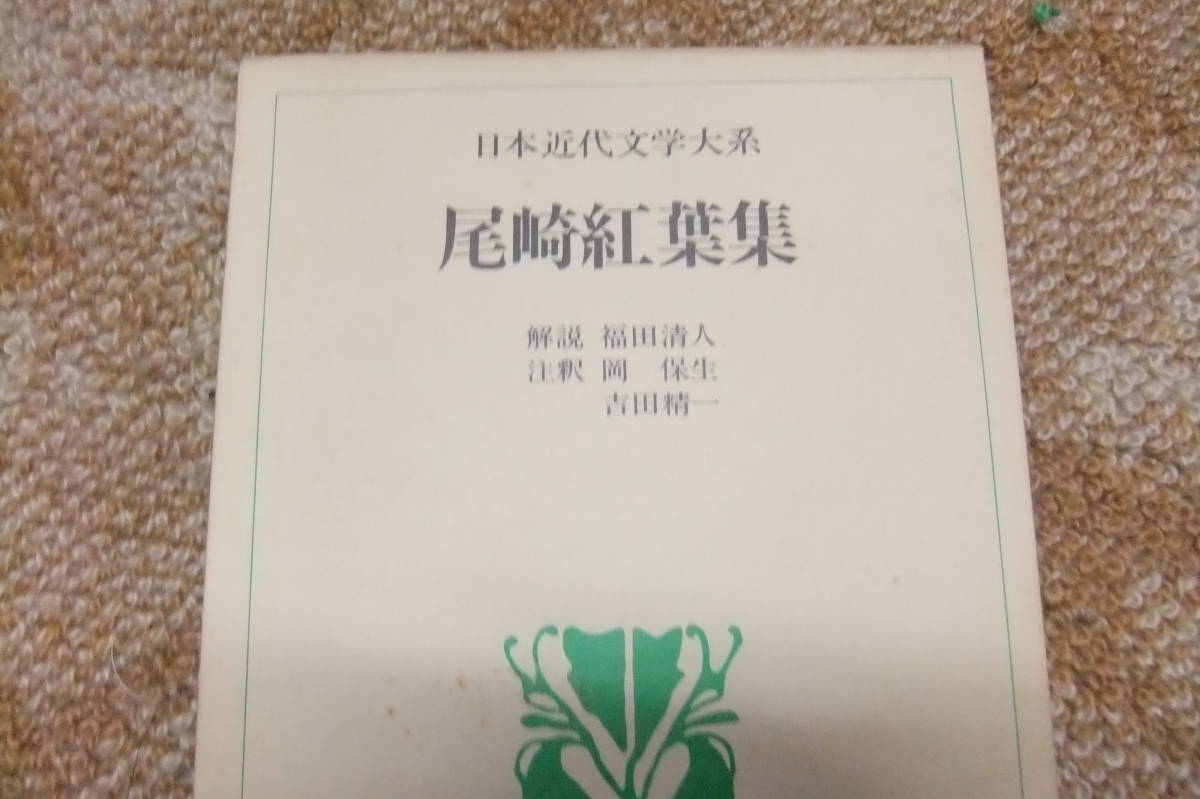 日本近代文学大系
尾崎紅葉集
解説 福田清人
注釈 岡　保生
吉田精一